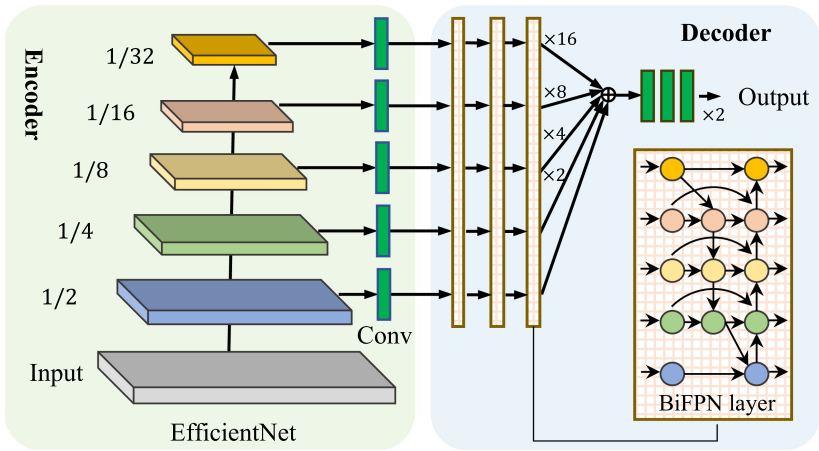 Encoder
1/32
1/16
1/8
1/4
1/2
Input
Conv
EfficientNet
Decoder
×16
×8
×4
×2
×2
Output
BiFPN layer